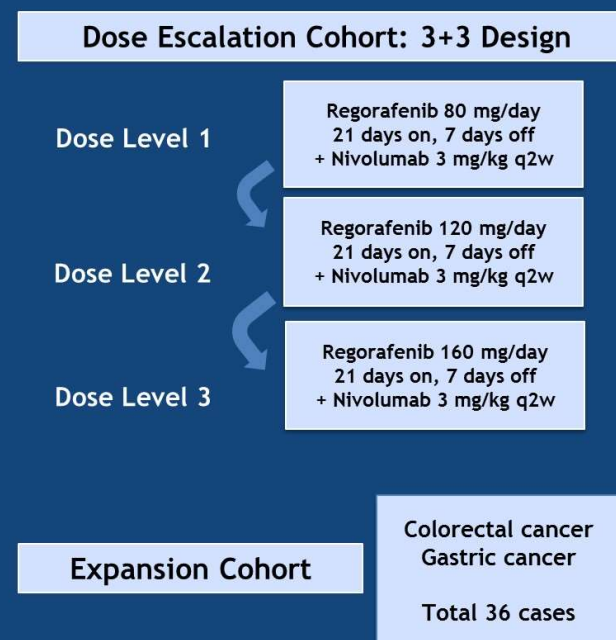 Dose Escalation Cohort: 3+3 Design
Dose Level 1
Regorafenib 80 mg/day
21 days on, 7 days off
+ Nivolumab 3 mg/kg q2w
Dose Level 2
Regorafenib 120 mg/day
21 days on, 7 days off
+ Nivolumab 3 mg/kg q2w
Dose Level 3
Regorafenib 160 mg/day
21 days on, 7 days off
+ Nivolumab 3 mg/kg q2w
Expansion Cohort
Colorectal cancer
Gastric cancer
Total 36 cases